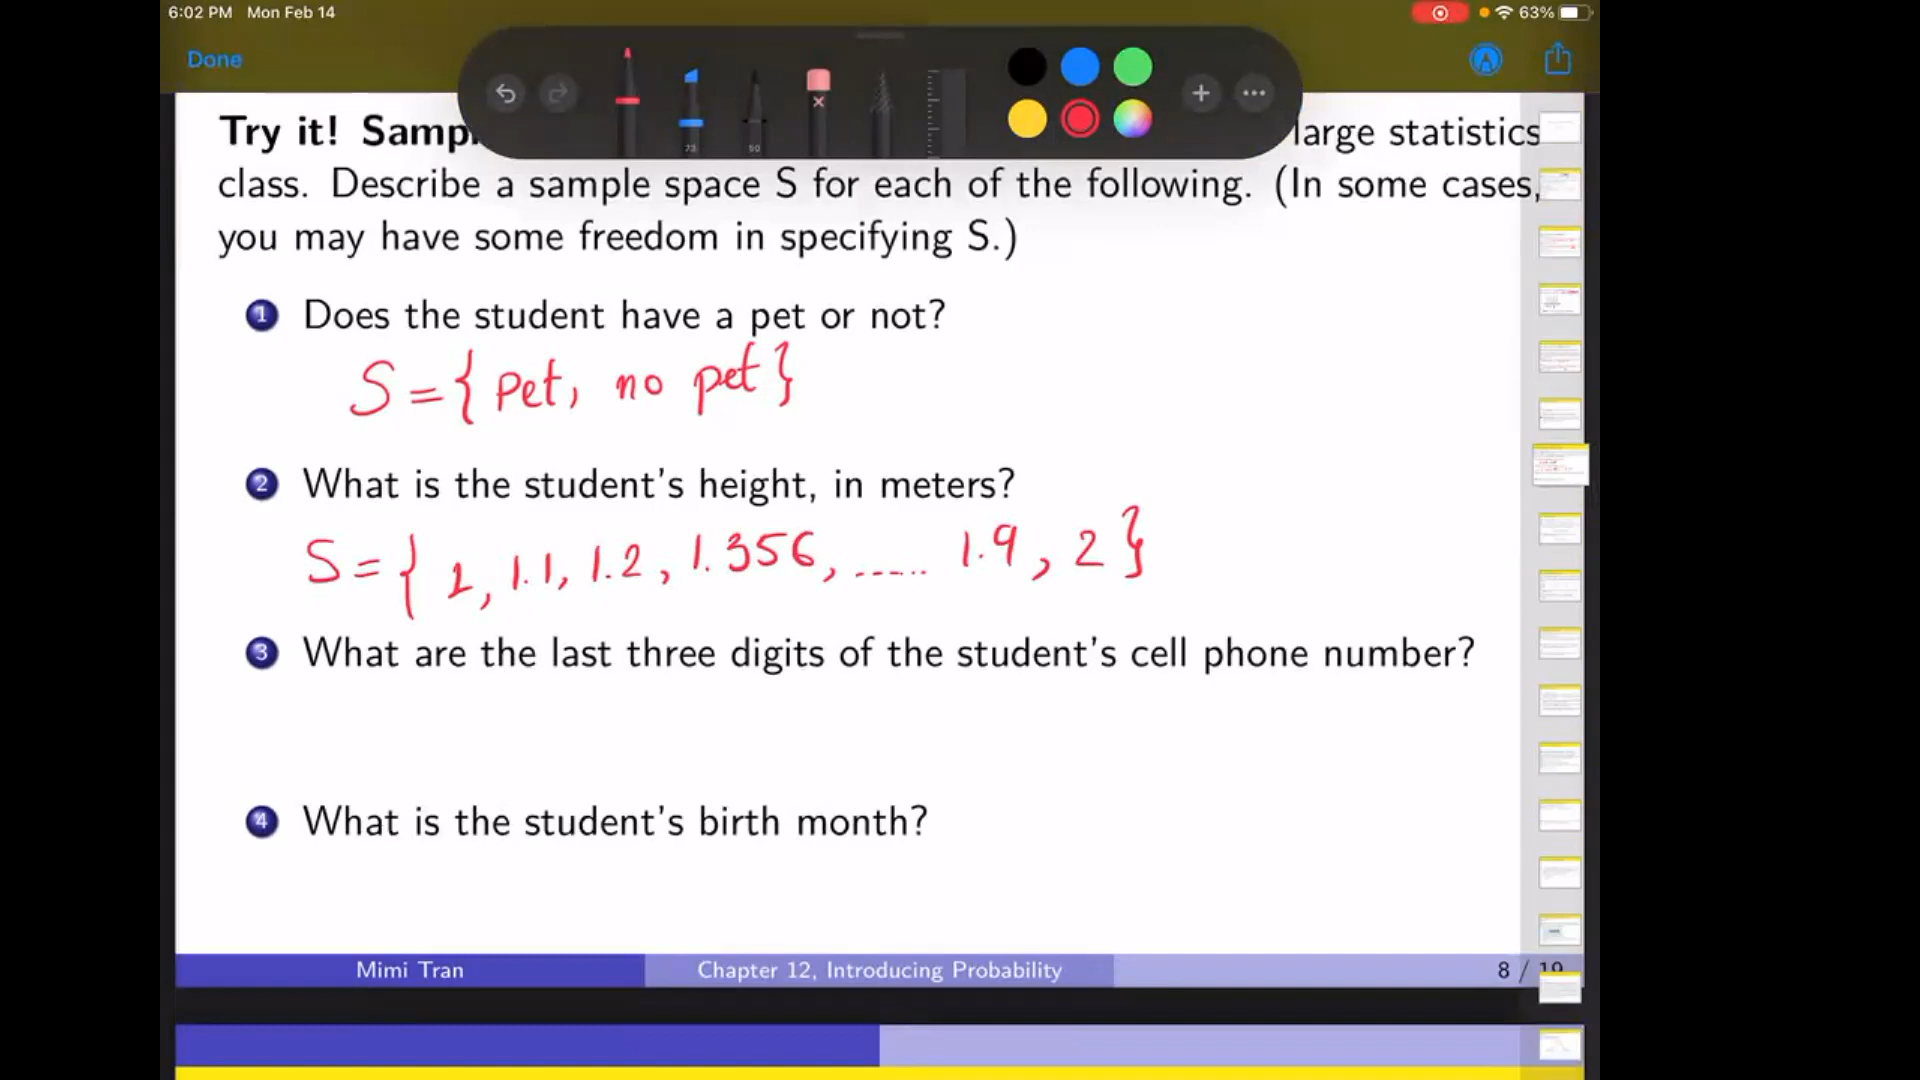 6:02 PM Mon Feb 14
63%
Done
73
50
Try it! large statistics
class. Describe a sample space S for each of the following. (In some cases,
you may have some freedom in specifying S.)
1 Does the student have a pet or not?
S = { Pet, no pet }
2 What is the student's height, in meters?
S = { 1, 1.1, 1.2, 1.356, ...... 1.9, 2 }
3 What are the last three digits of the student's cell phone number?
4 What is the student's birth month?
Mimi Tran Chapter 12, Introducing Probability 8 / 19